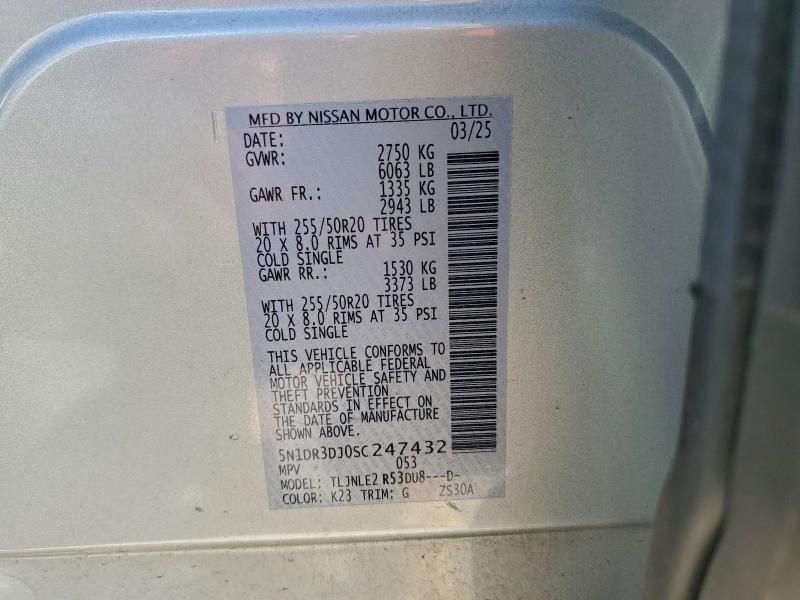 MFD BY NISSAN MOTOR CO., LTD.
DATE: 03/25
GVWR: 2750 KG
6063 LB
GAWR FR.: 1335 KG
2943 LB
WITH 255/50R20 TIRES
20 X 8.0 RIMS AT 35 PSI
COLD SINGLE
GAWR RR.: 1530 KG
3373 LB
WITH 255/50R20 TIRES
20 X 8.0 RIMS AT 35 PSI
COLD SINGLE
THIS VEHICLE CONFORMS TO
ALL APPLICABLE FEDERAL
MOTOR VEHICLE SAFETY AND
THEFT PREVENTION
STANDARDS IN EFFECT ON
THE DATE OF MANUFACTURE
SHOWN ABOVE.
5N1DR3DJ0SC247432
MPV 053
MODEL: TLJNLE2 R53DU8---D-
COLOR: K23 TRIM: G ZS30A